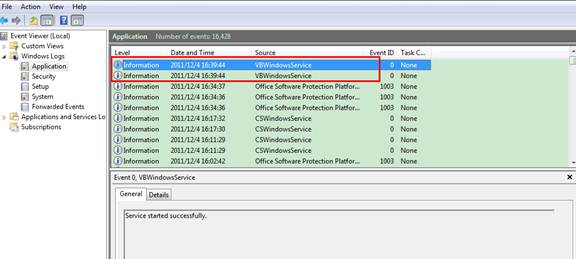 File Action View Help
Event Viewer (Local)
Custom Views
Windows Logs
Application
Security
Setup
System
Forwarded Events
Applications and Services Lo
Subscriptions
Application Number of events: 16,428
Level Date and Time Source Event ID Task C...
Information 2011/12/4 16:39:44 VBWindowsService 0 None
Information 2011/12/4 16:39:44 VBWindowsService 0 None
Information 2011/12/4 16:34:37 Office Software Protection Platfor... 1003 None
Information 2011/12/4 16:34:36 Office Software Protection Platfor... 1003 None
Information 2011/12/4 16:34:36 Office Software Protection Platfor... 1003 None
Information 2011/12/4 16:17:32 CSWindowsService 0 None
Information 2011/12/4 16:17:30 CSWindowsService 0 None
Information 2011/12/4 16:11:29 CSWindowsService 0 None
Information 2011/12/4 16:11:29 CSWindowsService 0 None
Information 2011/12/4 16:02:42 Office Software Protection Platfor... 1003 None
Event 0, VBWindowsService
General Details
Service started successfully.